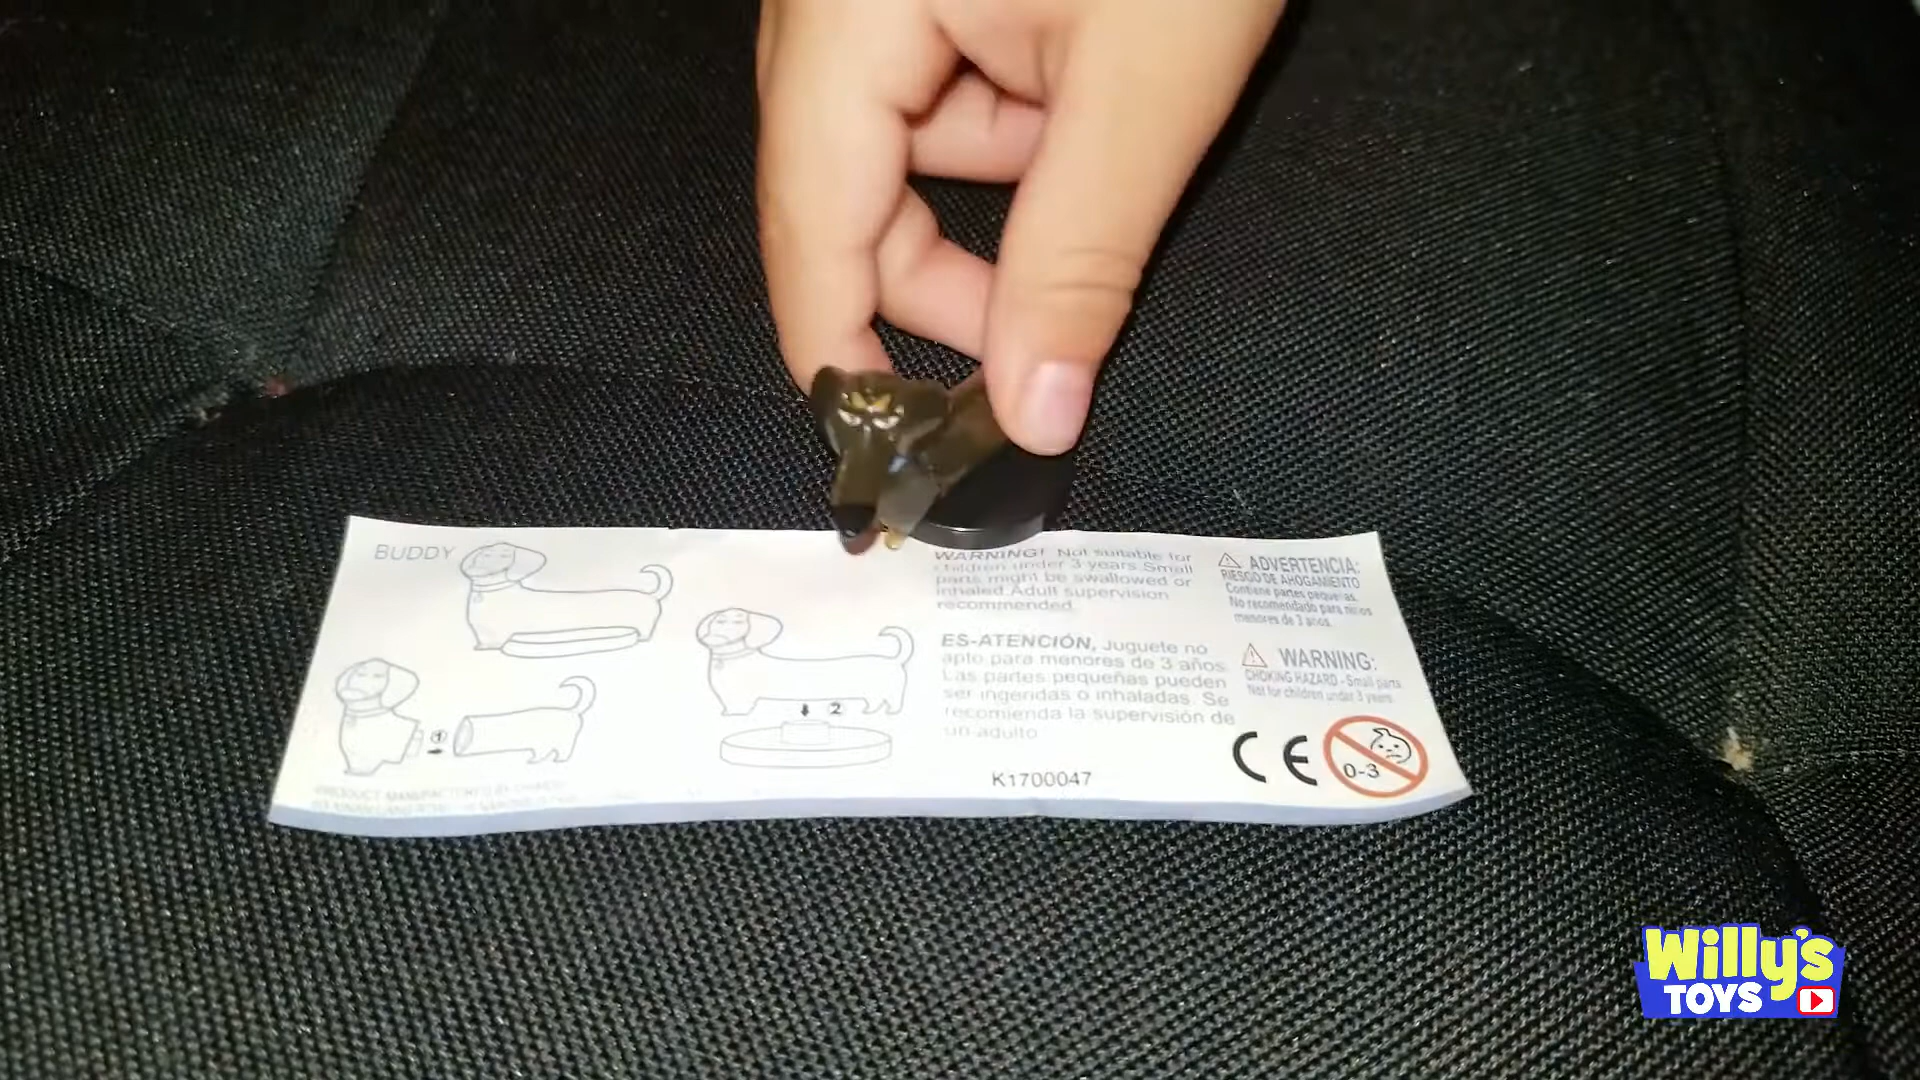 BUDDY
WARNING! Not suitable for
children under 3 years.Small
parts might be swallowed or
inhaled.Adult supervision
recommended.
ES-ATENCIÓN, Juguete no
apto para menores de 3 años.
Las partes pequeñas pueden
ser ingeridas o inhaladas. Se
recomienda la supervisión de
un adulto
K1700047
ADVERTENCIA:
RIESGO DE AHOGAMIENTO
Contiene partes pequeñas.
No recomendado para niños
menores de 3 años.
WARNING:
CHOKING HAZARD - Small parts.
Not for children under 3 years.
CE
0-3
1
2
PRODUCT MANUFACTURED BY
Willy's
TOYS